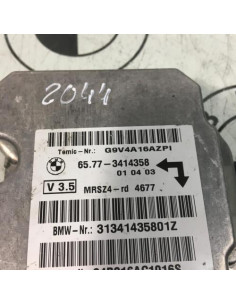 2044
Temic-Nr.: G9V4A16AZPI
65.77-3414358
01 04 03
V 3.5
MRSZ4-rd 4677
BMW-Nr.: 31341435801Z